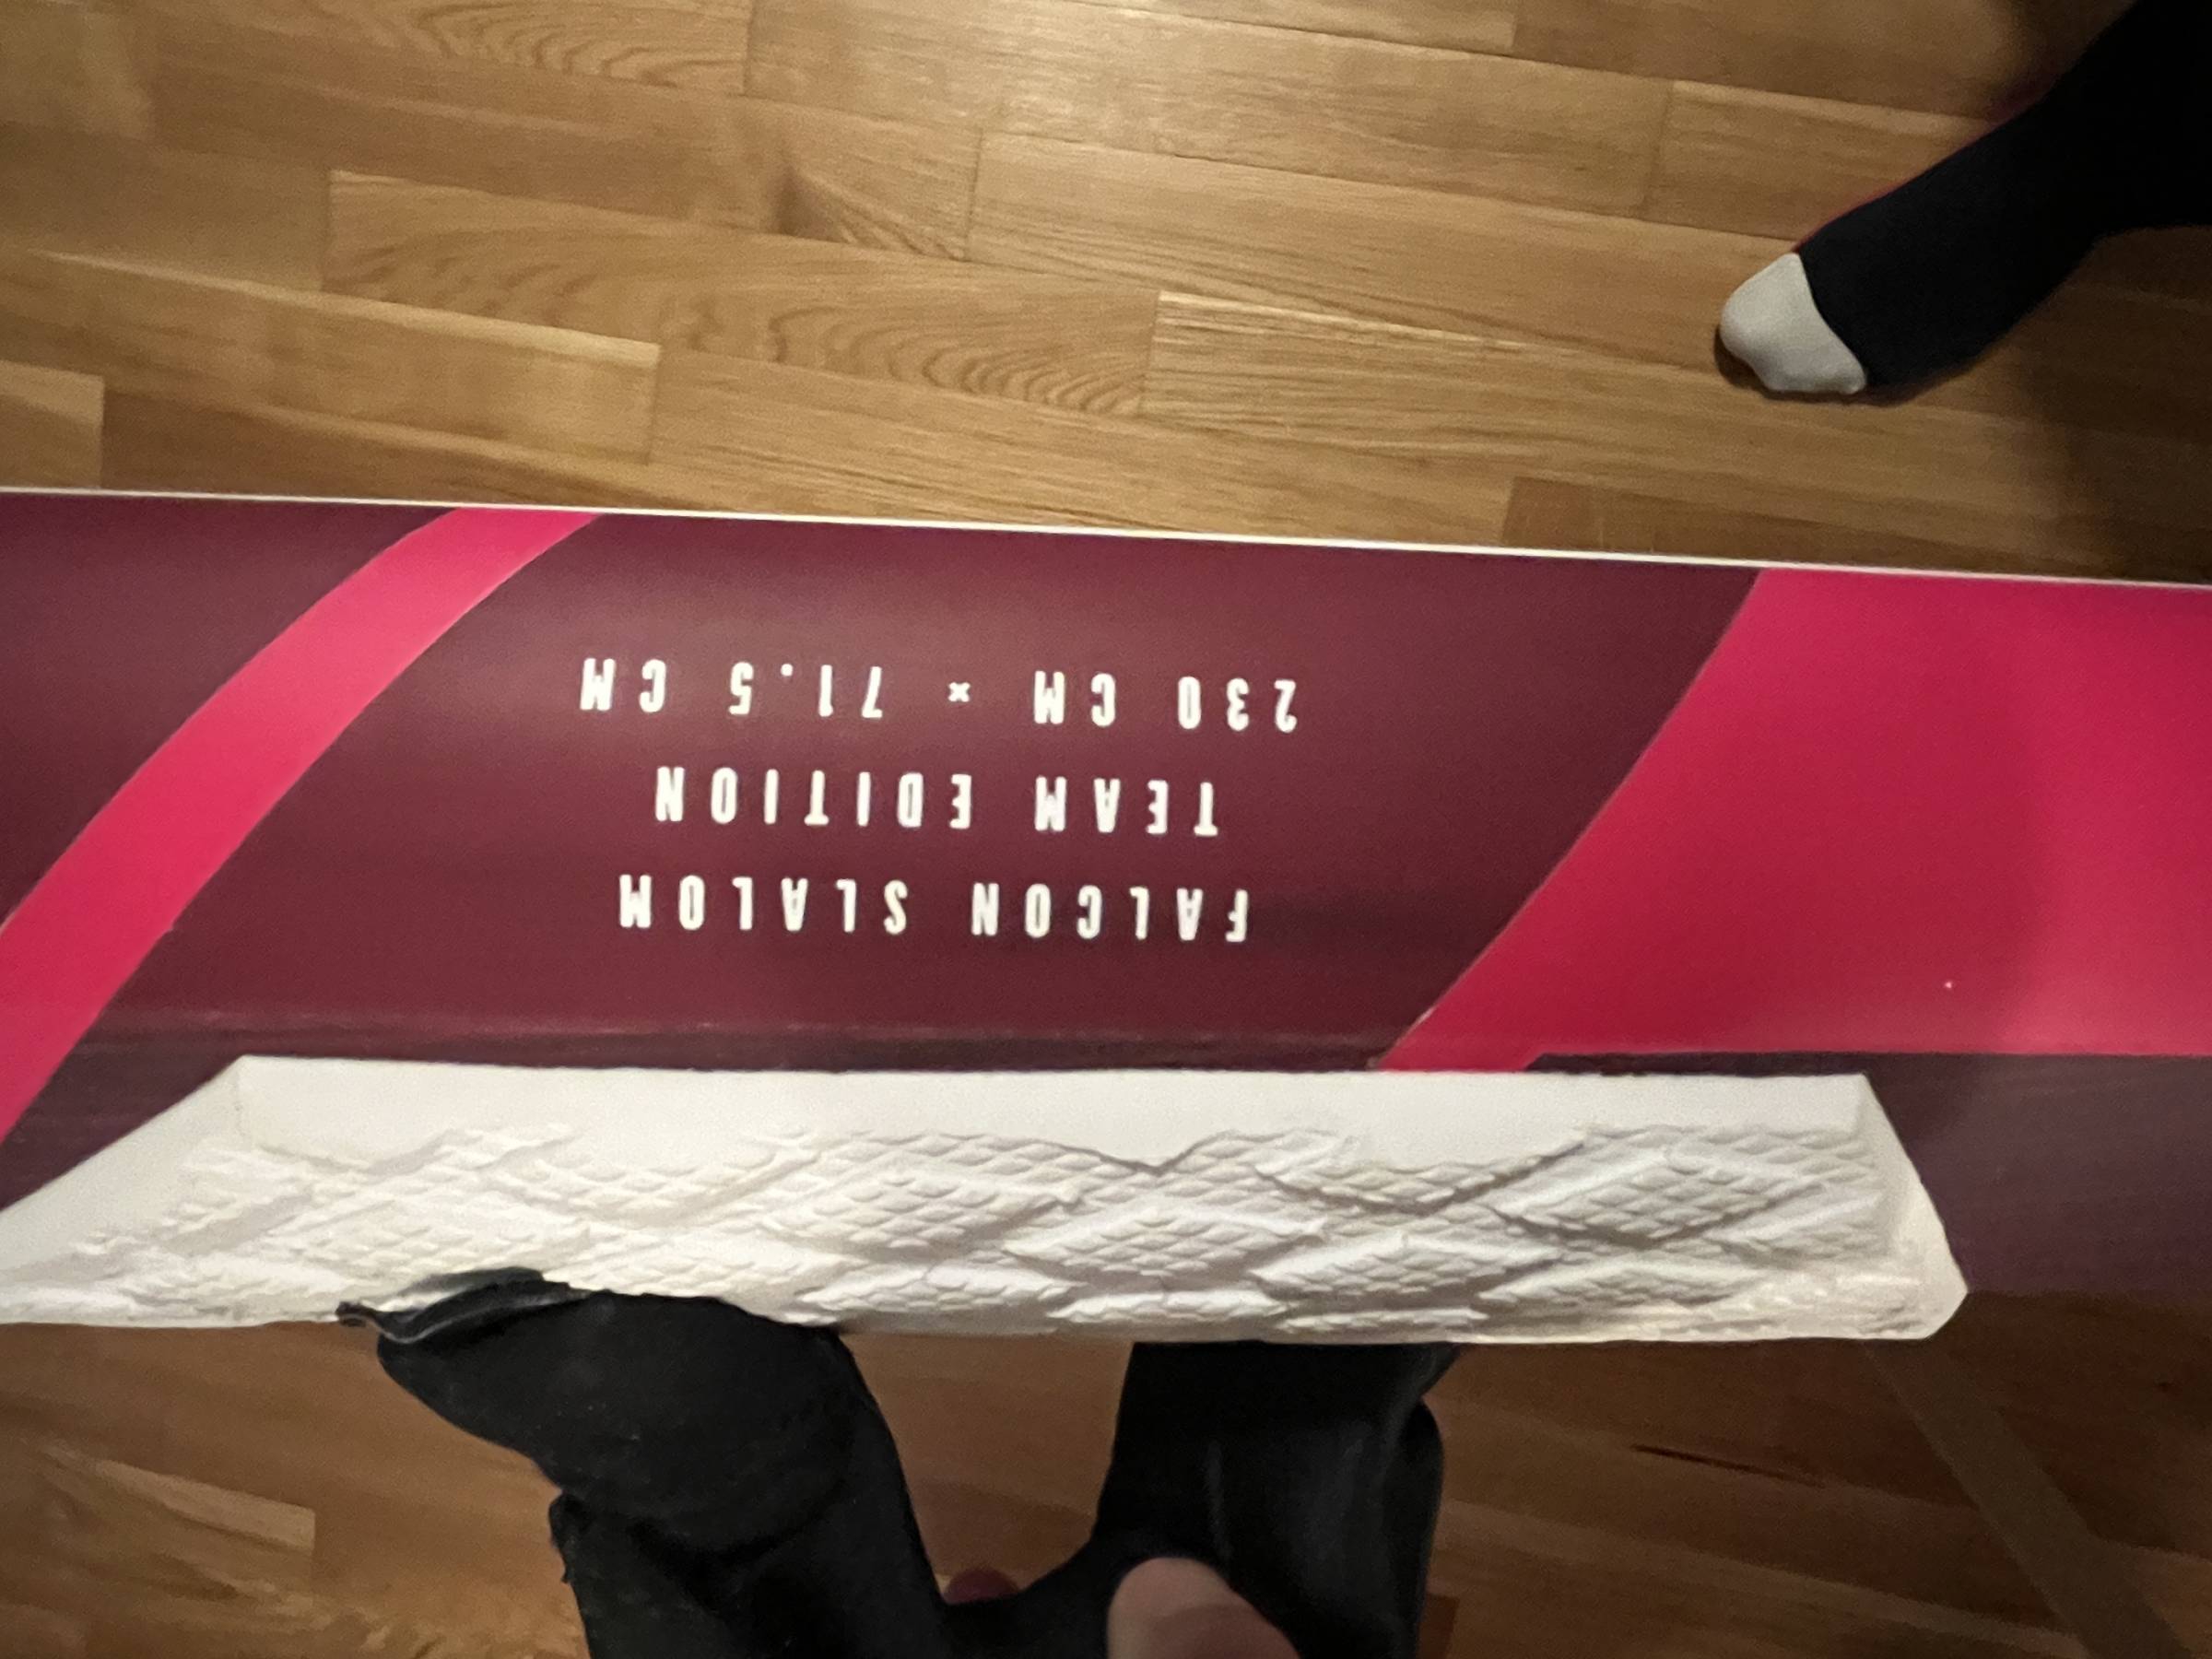 FALCON SLALOM
TEAM EDITION
230 CM × 71.5 CM